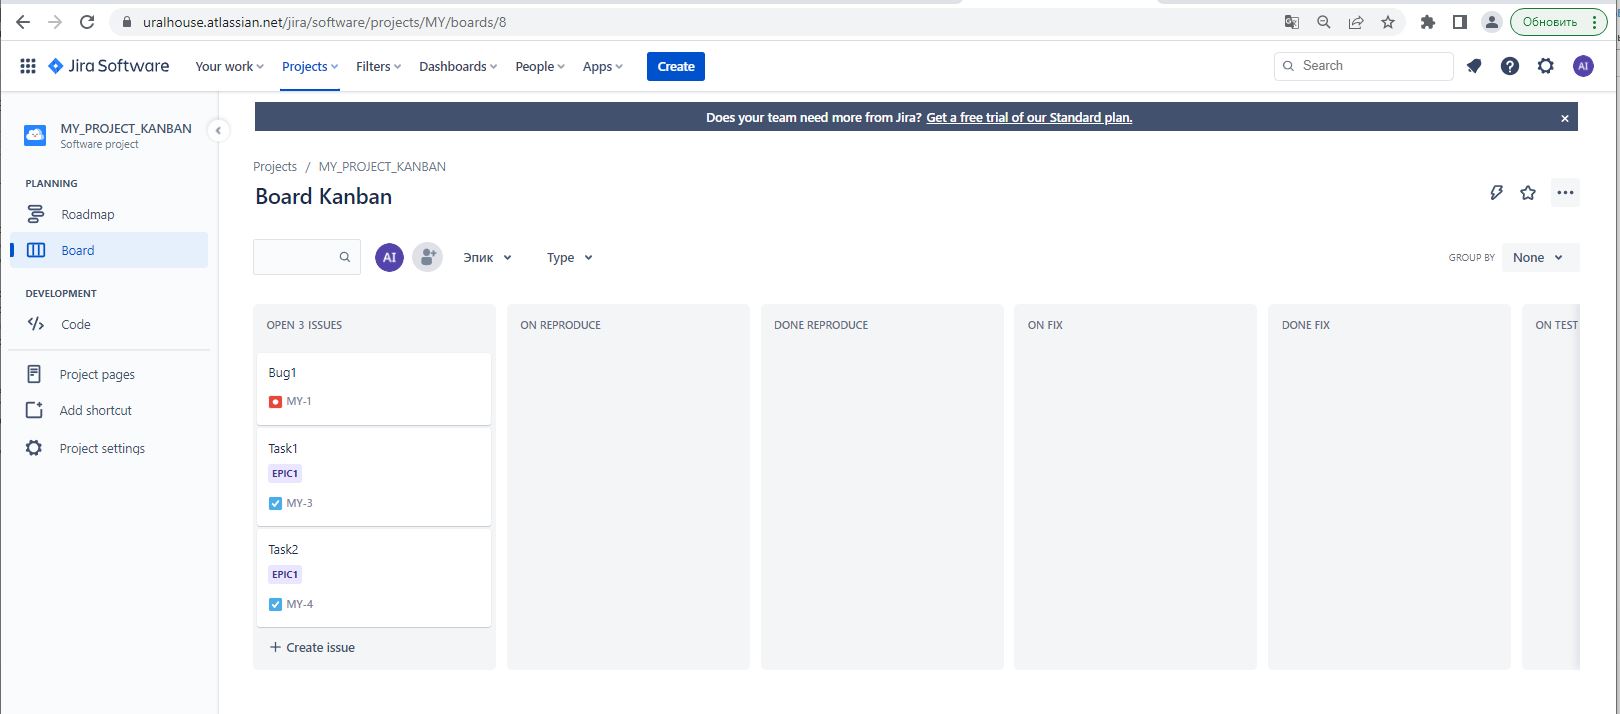 uralhouse.atlassian.net/jira/software/projects/MY/boards/8
Обновить
Jira Software
Your work
Projects
Filters
Dashboards
People
Apps
Create
Search
AI
MY_PROJECT_KANBAN
Software project
PLANNING
Roadmap
Board
DEVELOPMENT
Code
Project pages
Add shortcut
Project settings
Does your team need more from Jira? Get a free trial of our Standard plan.
Projects / MY_PROJECT_KANBAN
Board Kanban
AI
Эпик
Type
GROUP BY
None
OPEN 3 ISSUES
Bug1
MY-1
Task1
EPIC1
MY-3
Task2
EPIC1
MY-4
+ Create issue
ON REPRODUCE
DONE REPRODUCE
ON FIX
DONE FIX
ON TEST